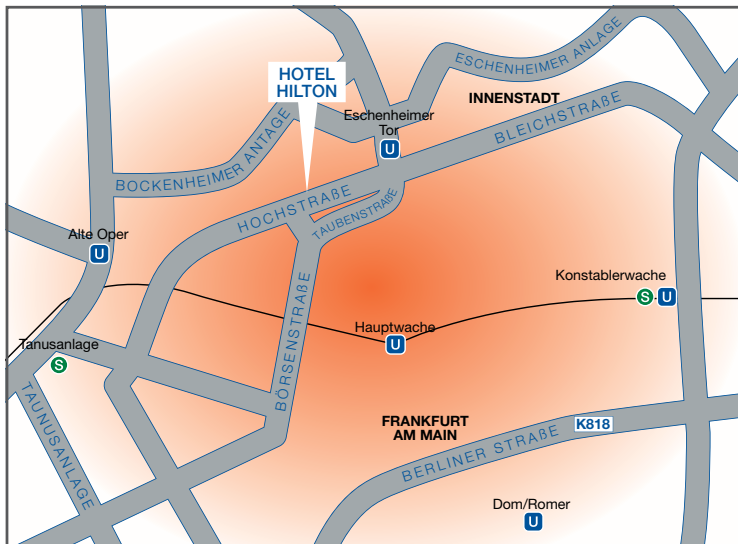 ESCHENHEIMER ANLAGE
HOTEL
HILTON
INNENSTADT
Eschenheimer
Tor
U
BLEICHSTRAßE
BOCKENHEIMER ANTAGE
HOCHSTRAßE
TAUBENSTRAßE
Alte Oper
U
Konstablerwache
S U
Hauptwache
U
Tanusanlage
S
BÖRSENSTRAßE
TAUNUSANLAGE
FRANKFURT
AM MAIN
K818
BERLINER STRAßE
Dom/Romer
U